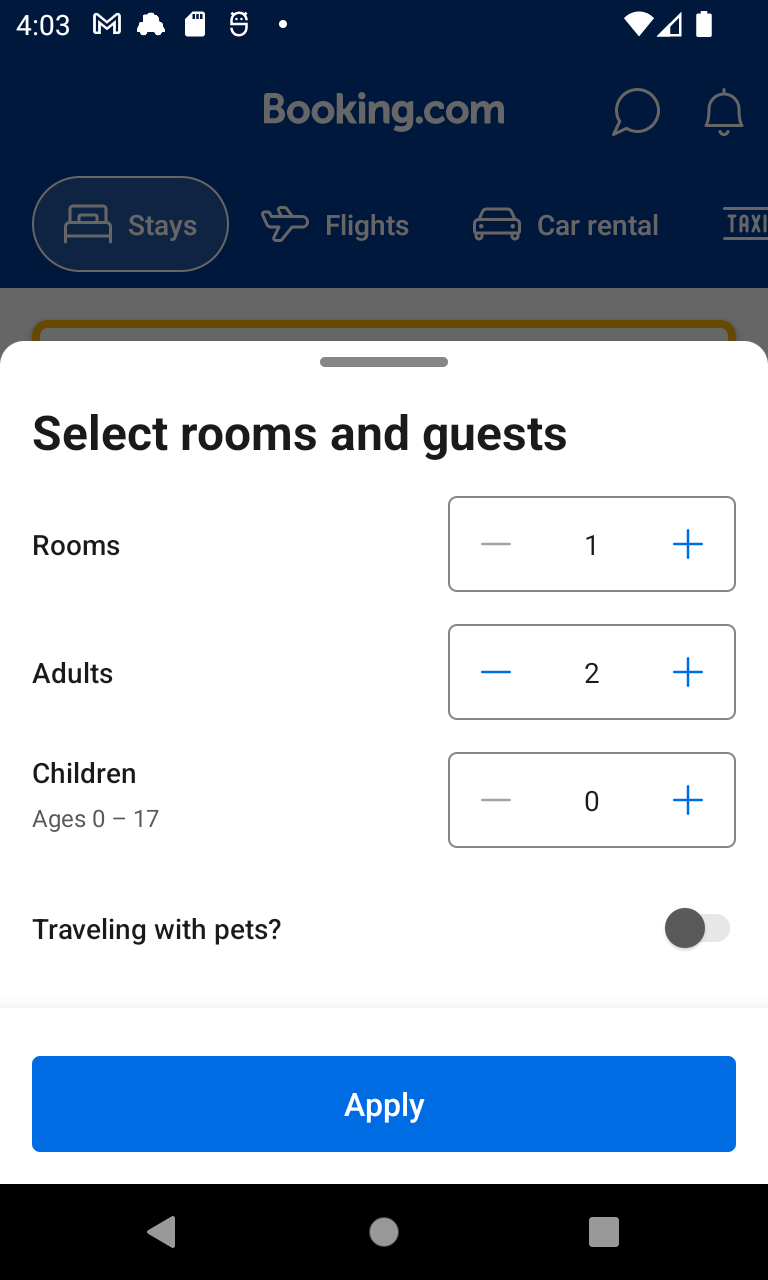 4:03
Booking.com
Stays
Flights
Car rental
TAXI
Select rooms and guests
Rooms
1
Adults
2
Children
0
Ages 0 – 17
Traveling with pets?
Apply